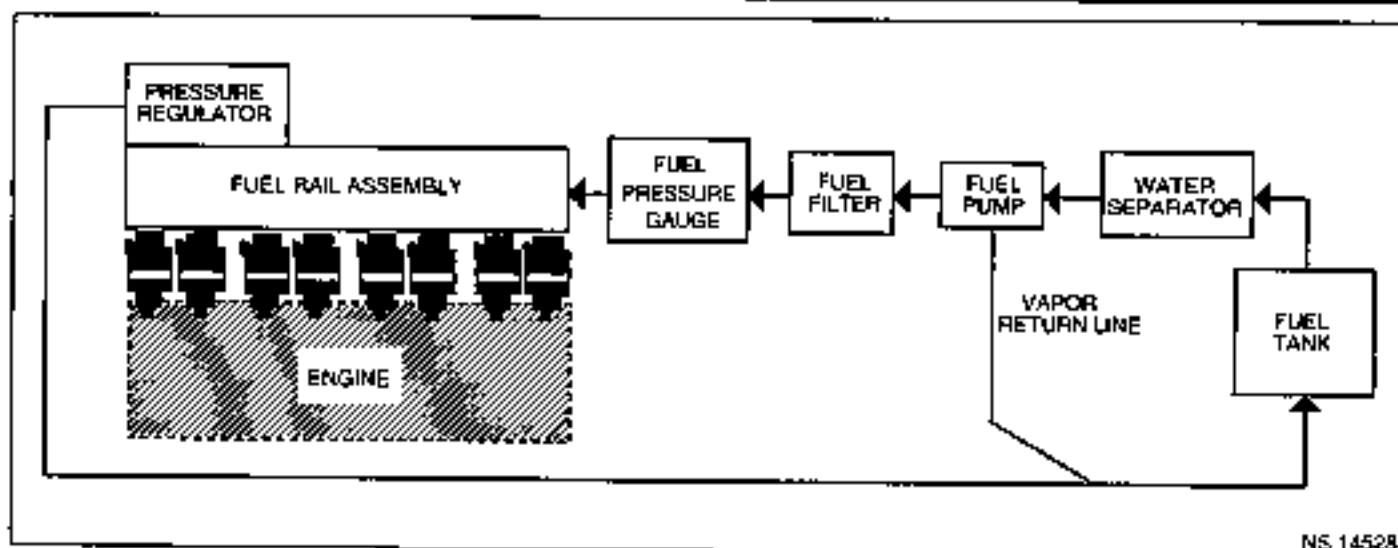 PRESSURE
REGULATOR
FUEL RAIL ASSEMBLY
FUEL
PRESSURE
GAUGE
FUEL
FILTER
FUEL
PUMP
WATER
SEPARATOR
VAPOR
RETURN LINE
FUEL
TANK
ENGINE
NS 14528